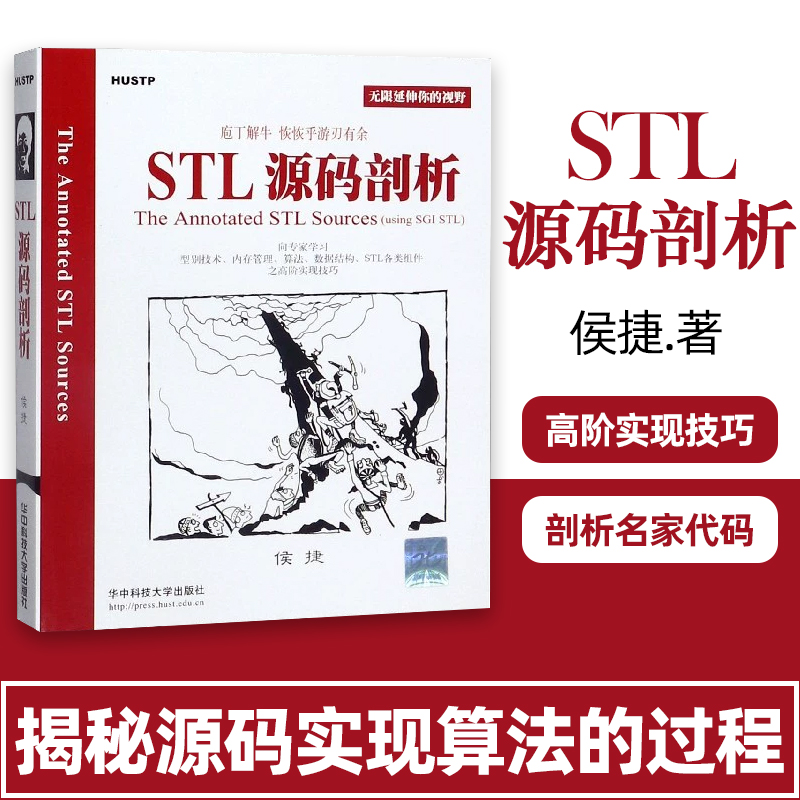 HUSTP
STL
源码剖析
侯捷
华中科技大学出版社
The Annotated STL Sources
HUSTP
无限延伸你的视野
庖丁解牛 恢恢乎游刃有余
STL 源码剖析
The Annotated STL Sources (using SGI STL)
向专家学习
型别技术、内存管理、算法、数据结构、STL各类组件
之高阶实现技巧
侯 捷
华中科技大学出版社
http://press.hust.edu.cn
STL
源码剖析
侯捷.著
高阶实现技巧
剖析名家代码
揭秘源码实现算法的过程